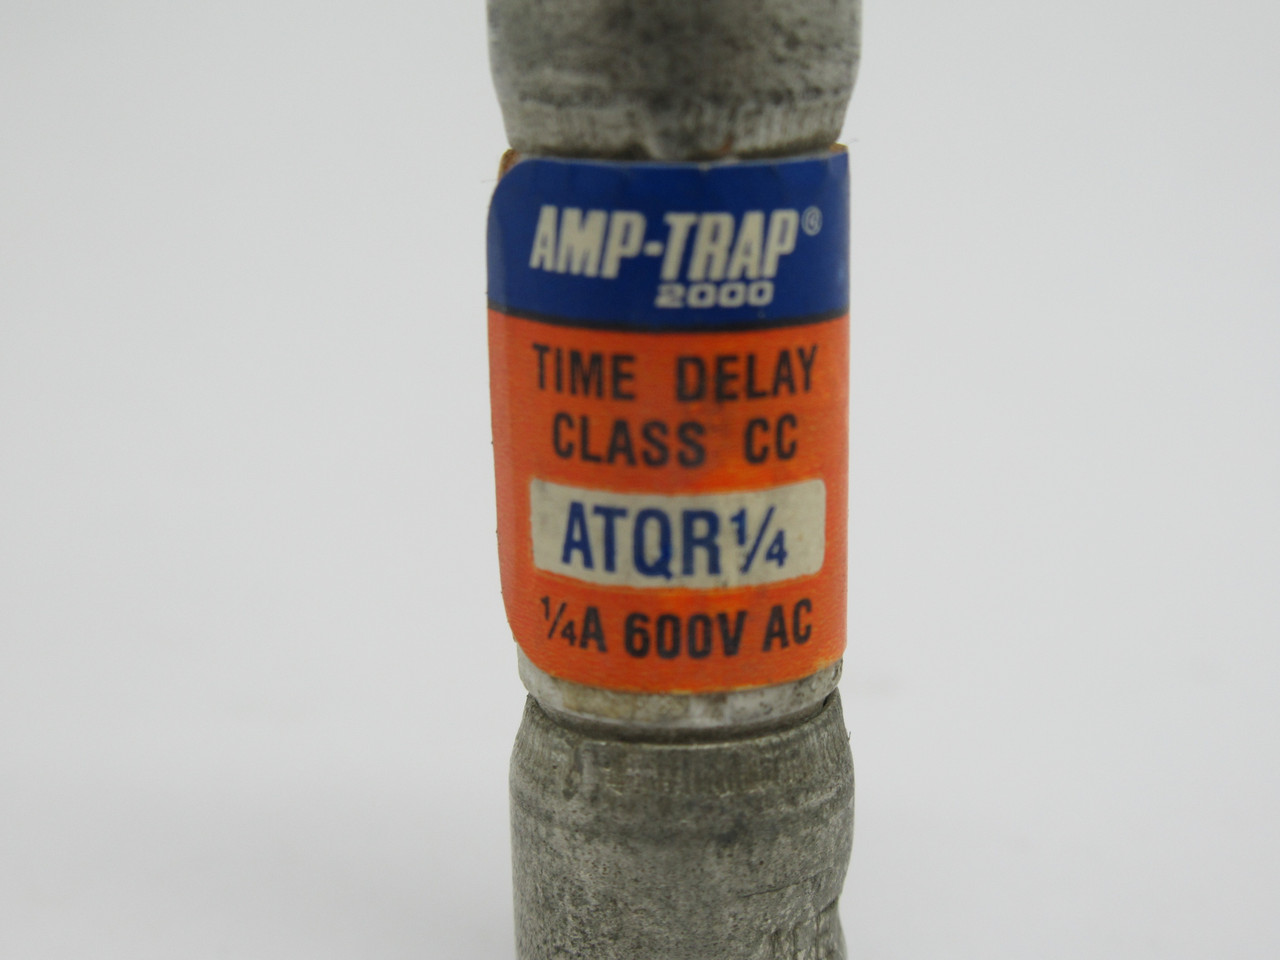 AMP-TRAP®
2000
TIME DELAY
CLASS CC
ATQR¼
¼A 600V AC